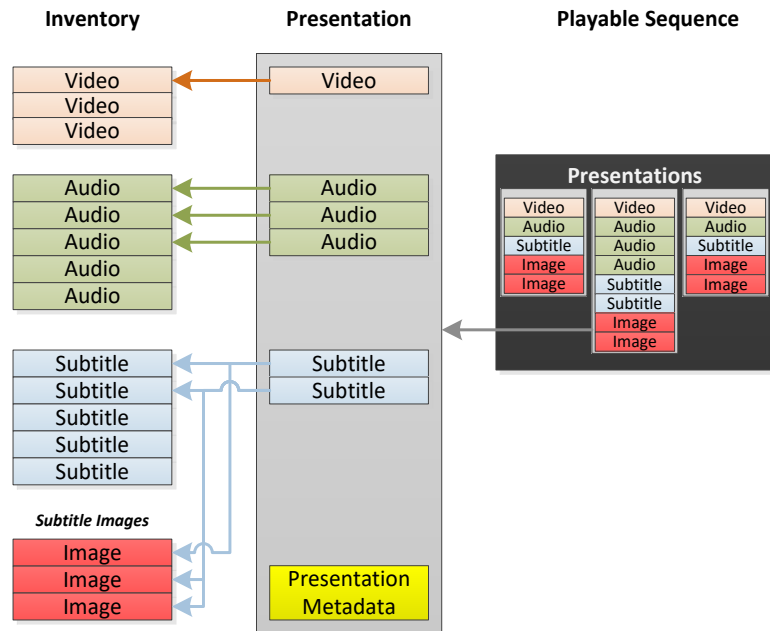 Inventory
Presentation
Playable Sequence
Video
Video
Video
Video
Audio
Audio
Audio
Audio
Audio
Audio
Audio
Audio
Presentations
Video
Audio
Subtitle
Image
Image
Video
Audio
Audio
Audio
Subtitle
Subtitle
Image
Image
Video
Audio
Subtitle
Image
Image
Subtitle
Subtitle
Subtitle
Subtitle
Subtitle
Subtitle
Subtitle
Subtitle Images
Image
Image
Image
Presentation
Metadata